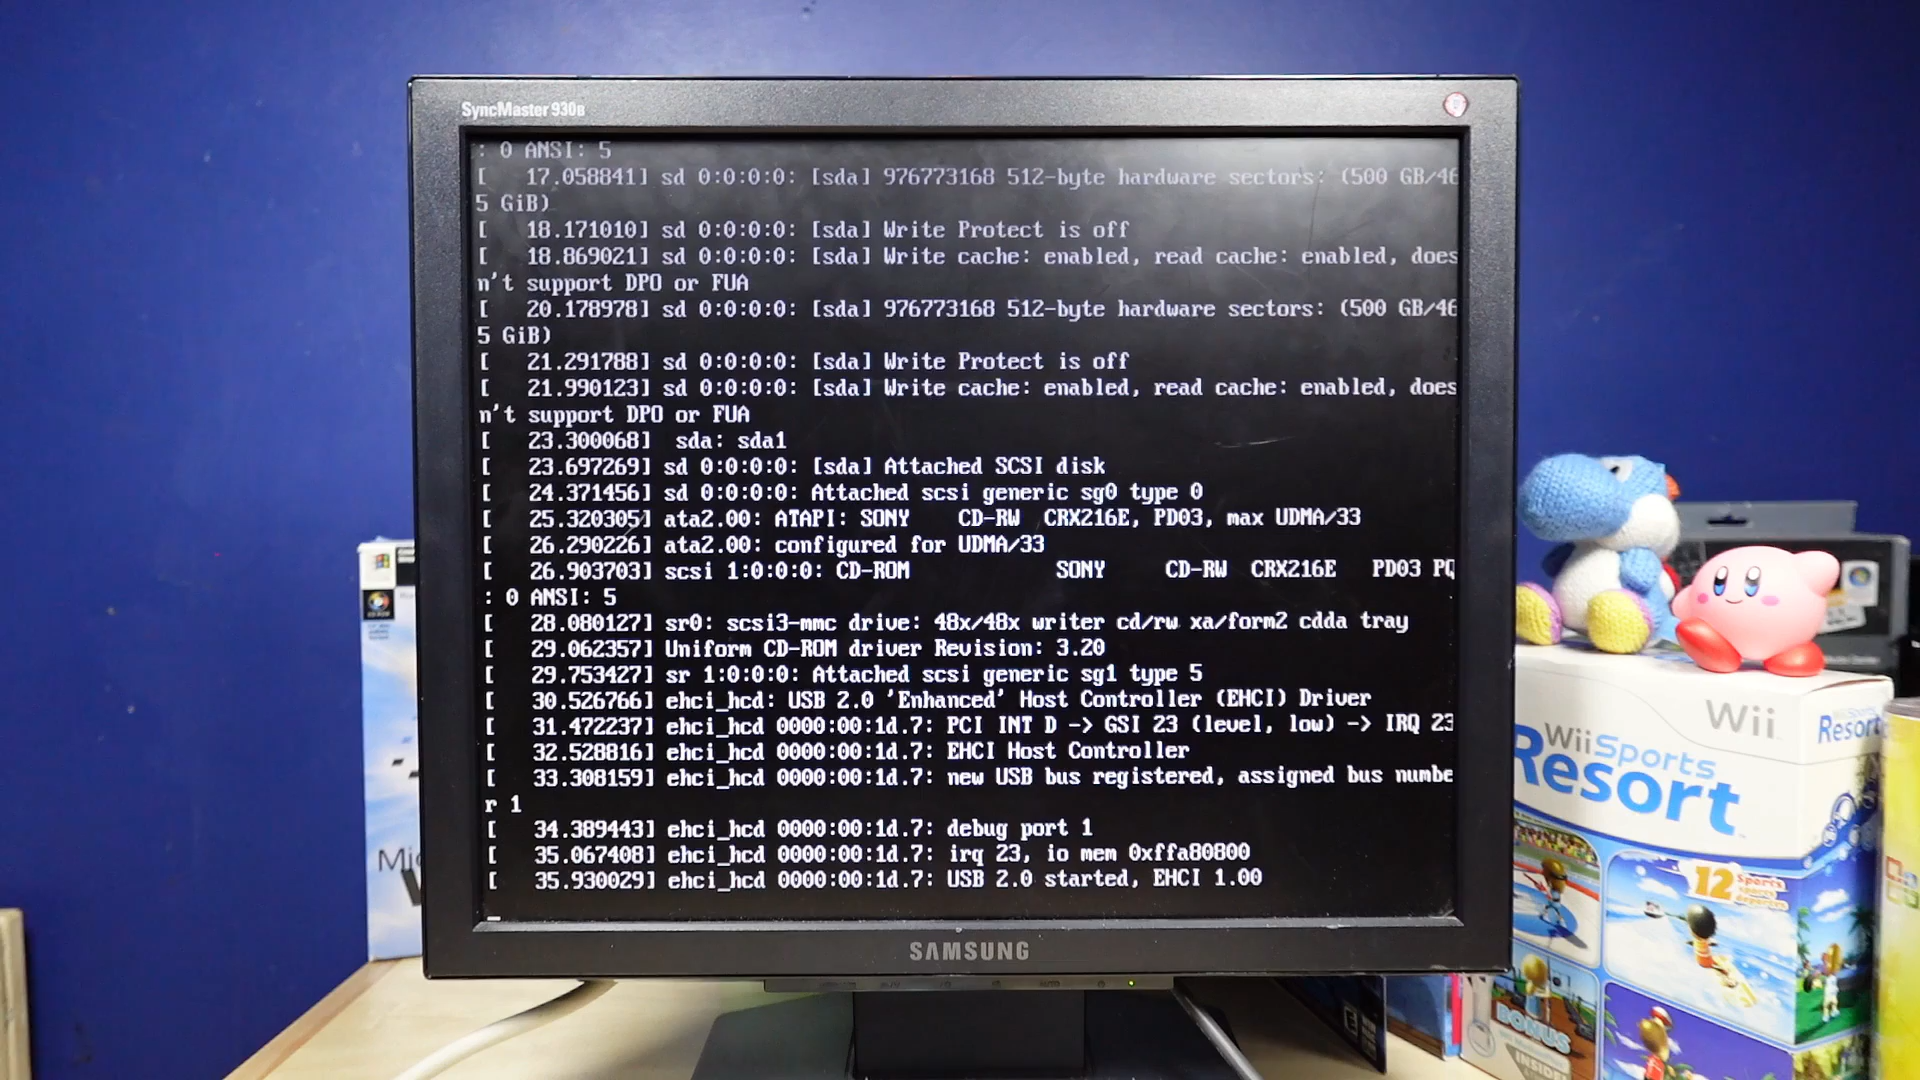 SyncMaster 930B
: 0 ANSI: 5
[   17.058841] sd 0:0:0:0: [sda] 976773168 512-byte hardware sectors: (500 GB/46
5 GiB)
[   18.171010] sd 0:0:0:0: [sda] Write Protect is off
[   18.869021] sd 0:0:0:0: [sda] Write cache: enabled, read cache: enabled, does
n't support DPO or FUA
[   20.178978] sd 0:0:0:0: [sda] 976773168 512-byte hardware sectors: (500 GB/46
5 GiB)
[   21.291788] sd 0:0:0:0: [sda] Write Protect is off
[   21.990123] sd 0:0:0:0: [sda] Write cache: enabled, read cache: enabled, does
n't support DPO or FUA
[   23.300068]  sda: sda1
[   23.697269] sd 0:0:0:0: [sda] Attached SCSI disk
[   24.371456] sd 0:0:0:0: Attached scsi generic sg0 type 0
[   25.320305] ata2.00: ATAPI: SONY    CD-RW  CRX216E, PD03, max UDMA/33
[   26.290226] ata2.00: configured for UDMA/33
[   26.903703] scsi 1:0:0:0: CD-ROM            SONY     CD-RW  CRX216E   PD03 PQ
: 0 ANSI: 5
[   28.080127] sr0: scsi3-mmc drive: 48x/48x writer cd/rw xa/form2 cdda tray
[   29.062357] Uniform CD-ROM driver Revision: 3.20
[   29.753427] sr 1:0:0:0: Attached scsi generic sg1 type 5
[   30.526766] ehci_hcd: USB 2.0 'Enhanced' Host Controller (EHCI) Driver
[   31.472237] ehci_hcd 0000:00:1d.7: PCI INT D -> GSI 23 (level, low) -> IRQ 23
[   32.528816] ehci_hcd 0000:00:1d.7: EHCI Host Controller
[   33.308159] ehci_hcd 0000:00:1d.7: new USB bus registered, assigned bus numbe
r 1
[   34.389443] ehci_hcd 0000:00:1d.7: debug port 1
[   35.067408] ehci_hcd 0000:00:1d.7: irq 23, io mem 0xffa80800
[   35.930029] ehci_hcd 0000:00:1d.7: USB 2.0 started, EHCI 1.00
SAMSUNG
Wii
Wii Sports
Resort
Wii Sports
Resort
12 Sports
sports
deportes
BONUS
INSIDE!